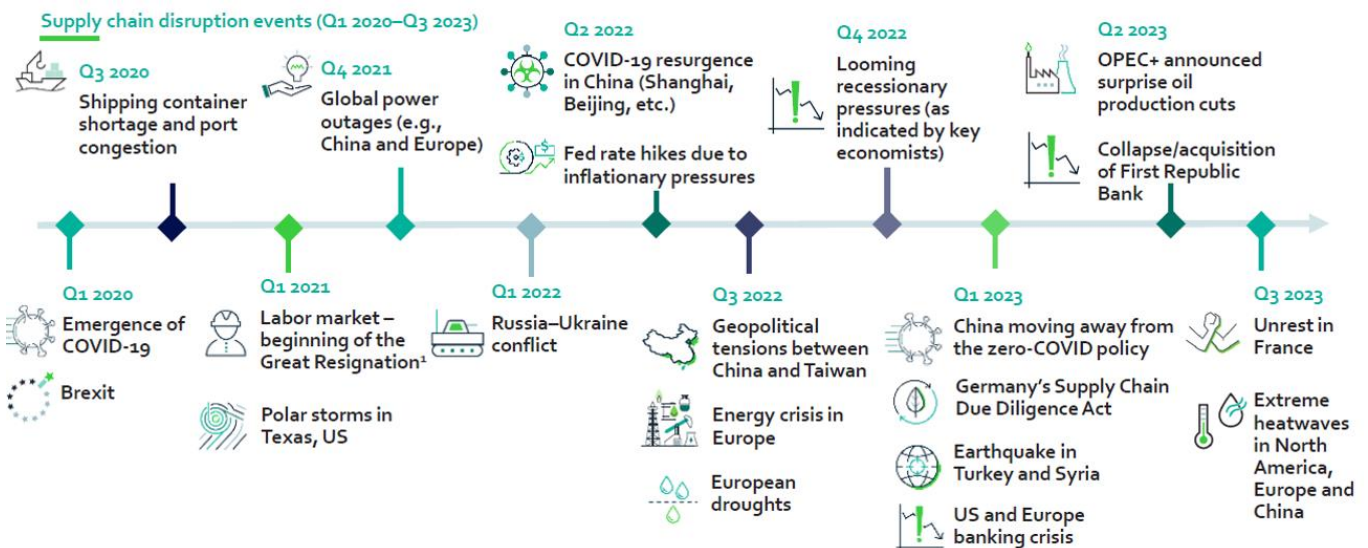 Supply chain disruption events (Q1 2020–Q3 2023)
Q3 2020
Shipping container
shortage and port
congestion
Q4 2021
Global power
outages (e.g.,
China and Europe)
Q2 2022
COVID-19 resurgence
in China (Shanghai,
Beijing, etc.)
Fed rate hikes due to
inflationary pressures
Q4 2022
Looming
recessionary
pressures (as
indicated by key
economists)
Q2 2023
OPEC+ announced
surprise oil
production cuts
Collapse/acquisition
of First Republic
Bank
Q1 2020
Emergence of
COVID-19
Brexit
Q1 2021
Labor market –
beginning of the
Great Resignation¹
Polar storms in
Texas, US
Q1 2022
Russia–Ukraine
conflict
Q3 2022
Geopolitical
tensions between
China and Taiwan
Energy crisis in
Europe
European
droughts
Q1 2023
China moving away from
the zero-COVID policy
Germany's Supply Chain
Due Diligence Act
Earthquake in
Turkey and Syria
US and Europe
banking crisis
Q3 2023
Unrest in
France
Extreme
heatwaves
in North
America,
Europe and
China